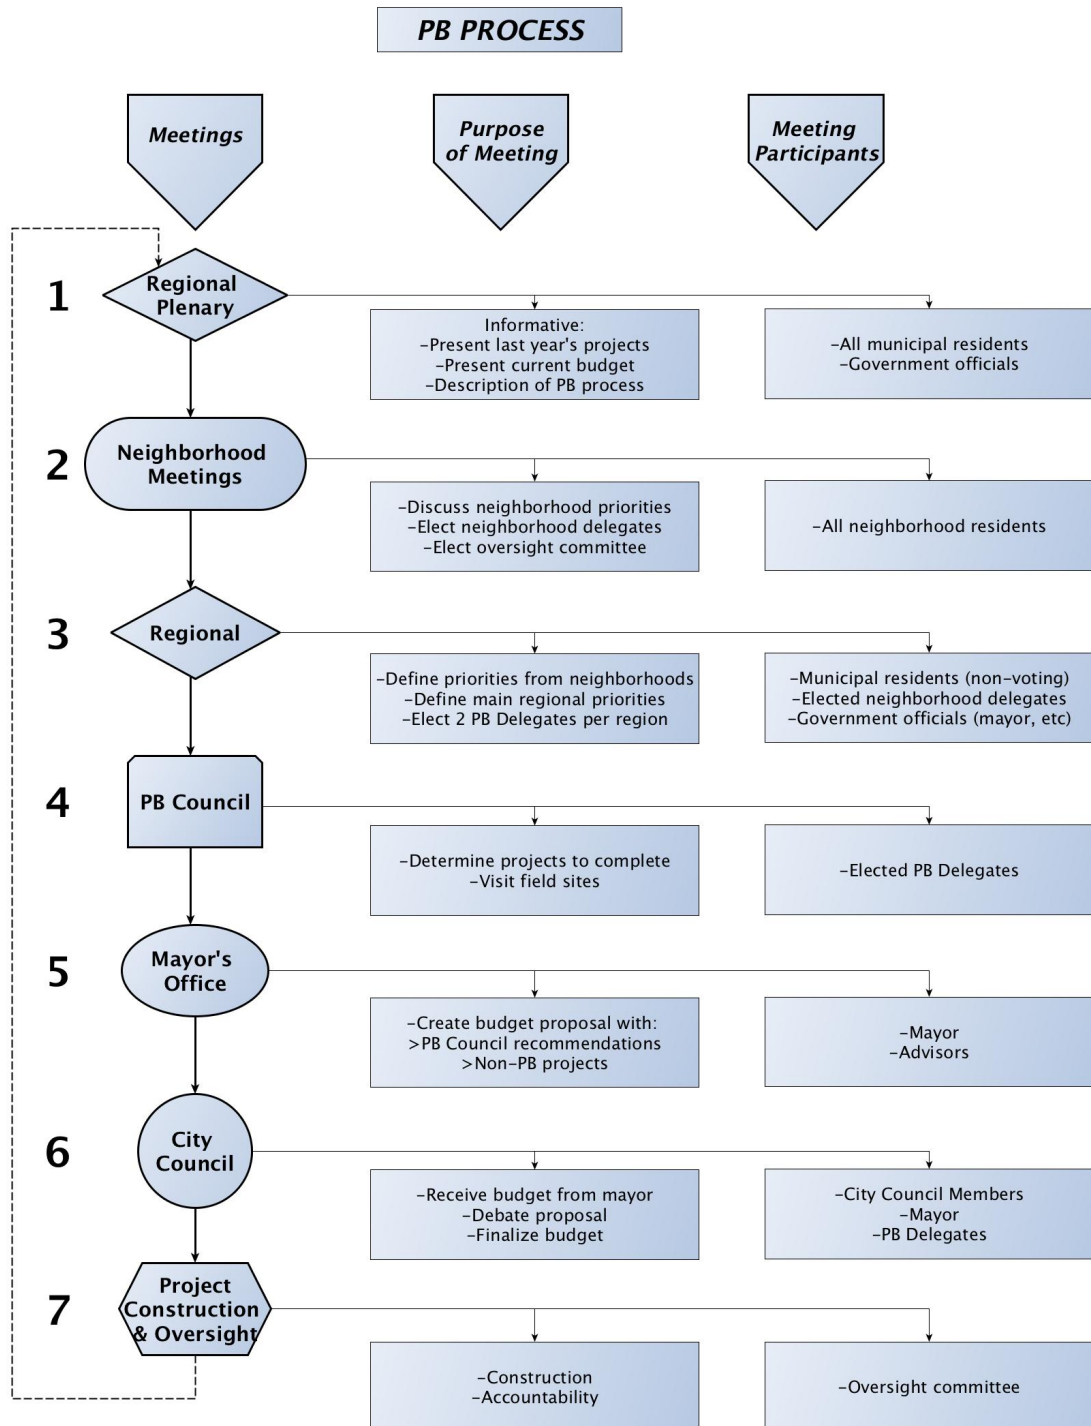 PB PROCESS
Meetings
Purpose
of Meeting
Meeting
Participants
1
Regional
Plenary
Informative:
-Present last year's projects
-Present current budget
-Description of PB process
-All municipal residents
-Government officials
2
Neighborhood
Meetings
-Discuss neighborhood priorities
-Elect neighborhood delegates
-Elect oversight committee
-All neighborhood residents
3
Regional
-Define priorities from neighborhoods
-Define main regional priorities
-Elect 2 PB Delegates per region
-Municipal residents (non-voting)
-Elected neighborhood delegates
-Government officials (mayor, etc)
4
PB Council
-Determine projects to complete
-Visit field sites
-Elected PB Delegates
5
Mayor's
Office
-Create budget proposal with:
>PB Council recommendations
>Non-PB projects
-Mayor
-Advisors
6
City
Council
-Receive budget from mayor
-Debate proposal
-Finalize budget
-City Council Members
-Mayor
-PB Delegates
7
Project
Construction
& Oversight
-Construction
-Accountability
-Oversight committee